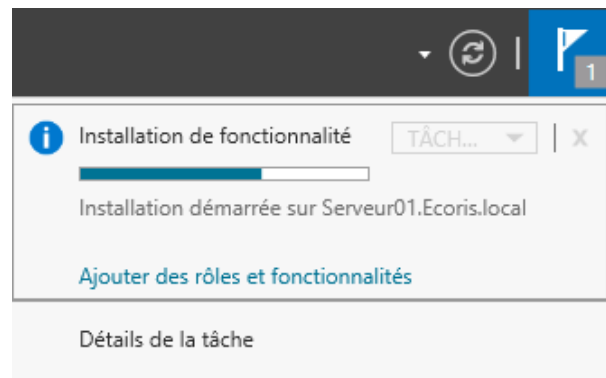 1
Installation de fonctionnalité TÂCH... X
Installation démarrée sur Serveur01.Ecoris.local
Ajouter des rôles et fonctionnalités
Détails de la tâche